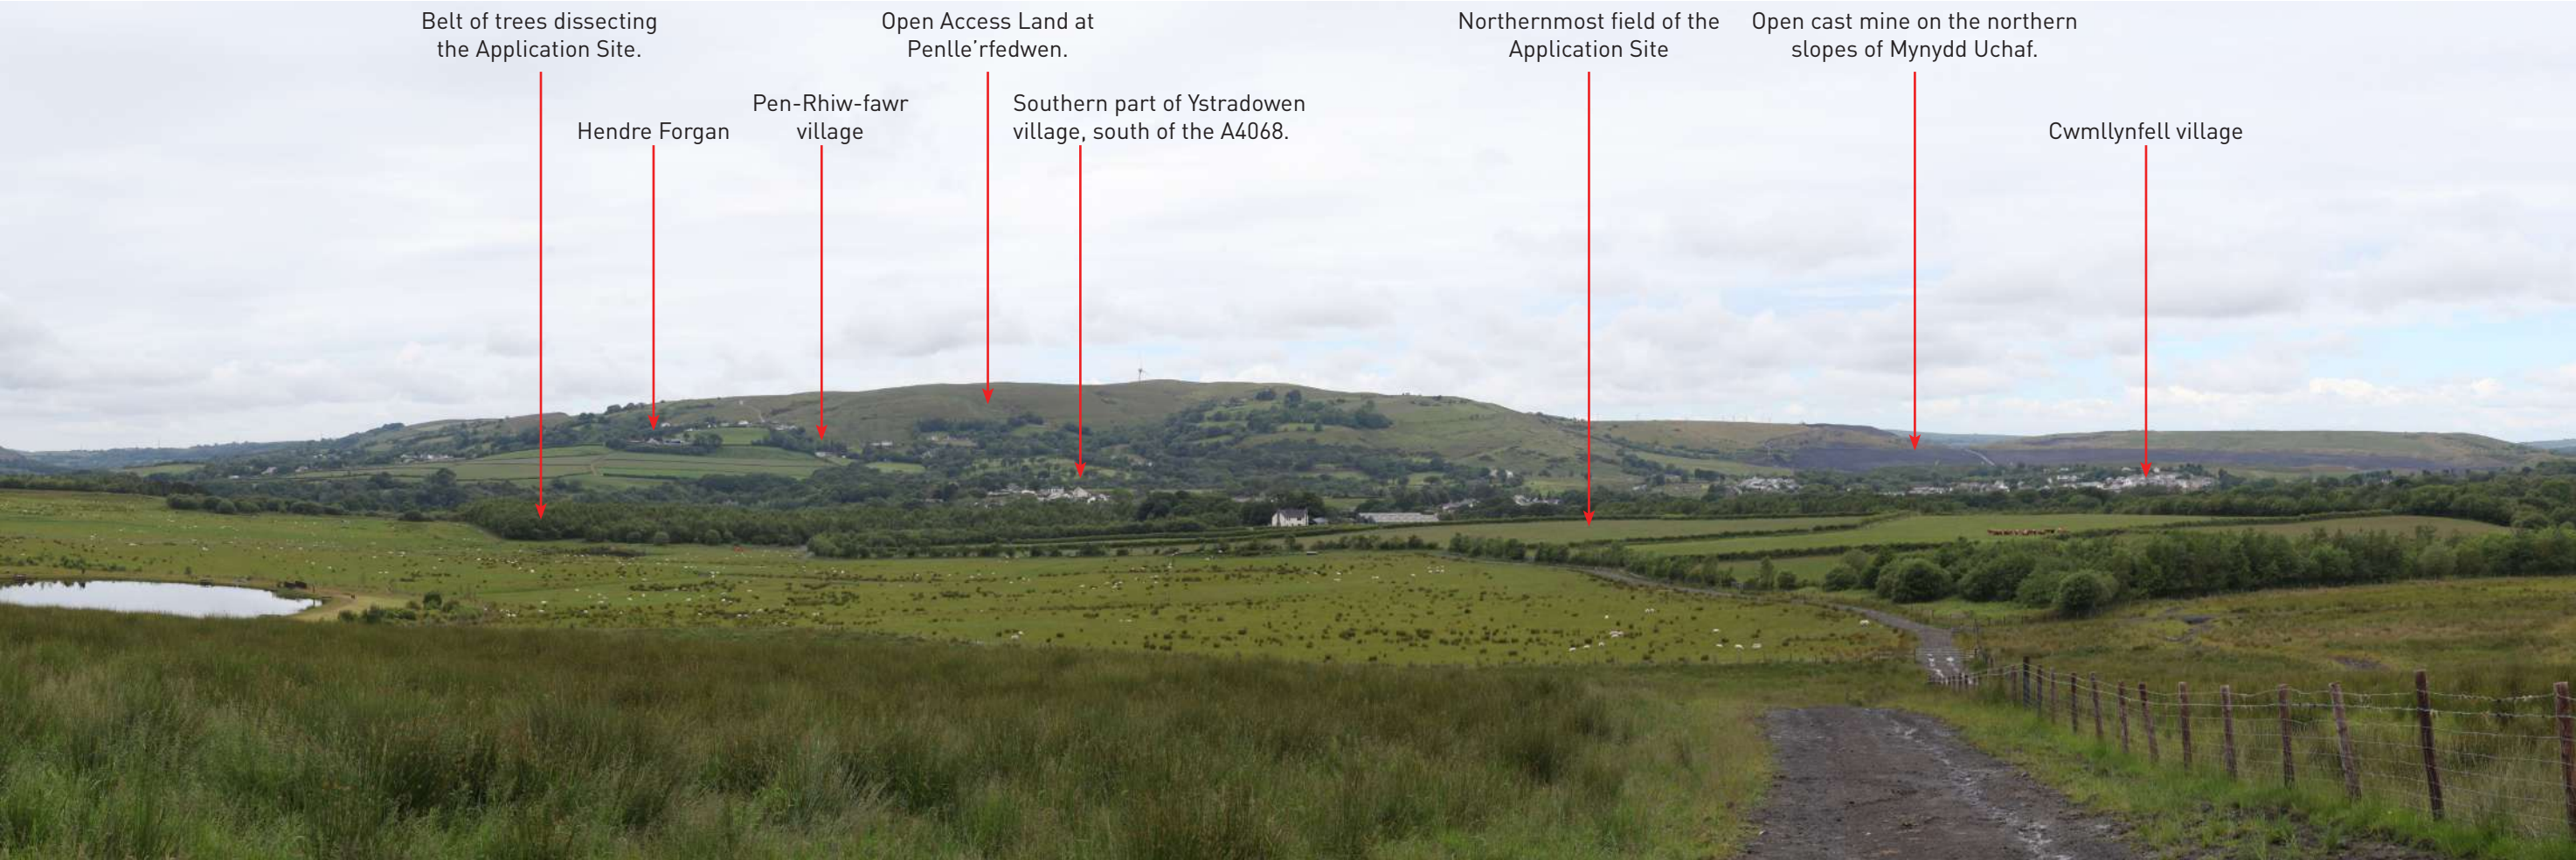 Belt of trees dissecting
the Application Site.
Hendre Forgan
Pen-Rhiw-fawr
village
Open Access Land at
Penlle'rfedwen.
Southern part of Ystradowen
village, south of the A4068.
Northernmost field of the
Application Site
Open cast mine on the northern
slopes of Mynydd Uchaf.
Cwmllynfell village